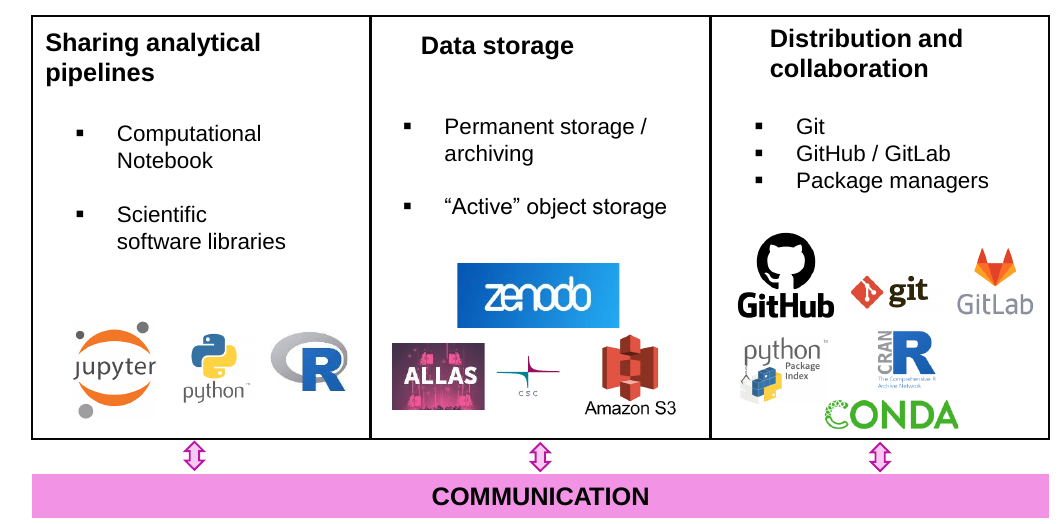 Sharing analytical
pipelines
▪ Computational
Notebook
▪ Scientific
software libraries
jupyter
python™
R
Data storage
▪ Permanent storage /
archiving
▪ “Active” object storage
zenodo
ALLAS
CSC
Amazon S3
Distribution and
collaboration
▪ Git
▪ GitHub / GitLab
▪ Package managers
GitHub
git
GitLab
python™
Package
Index
CRAN
R
The Comprehensive R
Archive Network
CONDA
COMMUNICATION